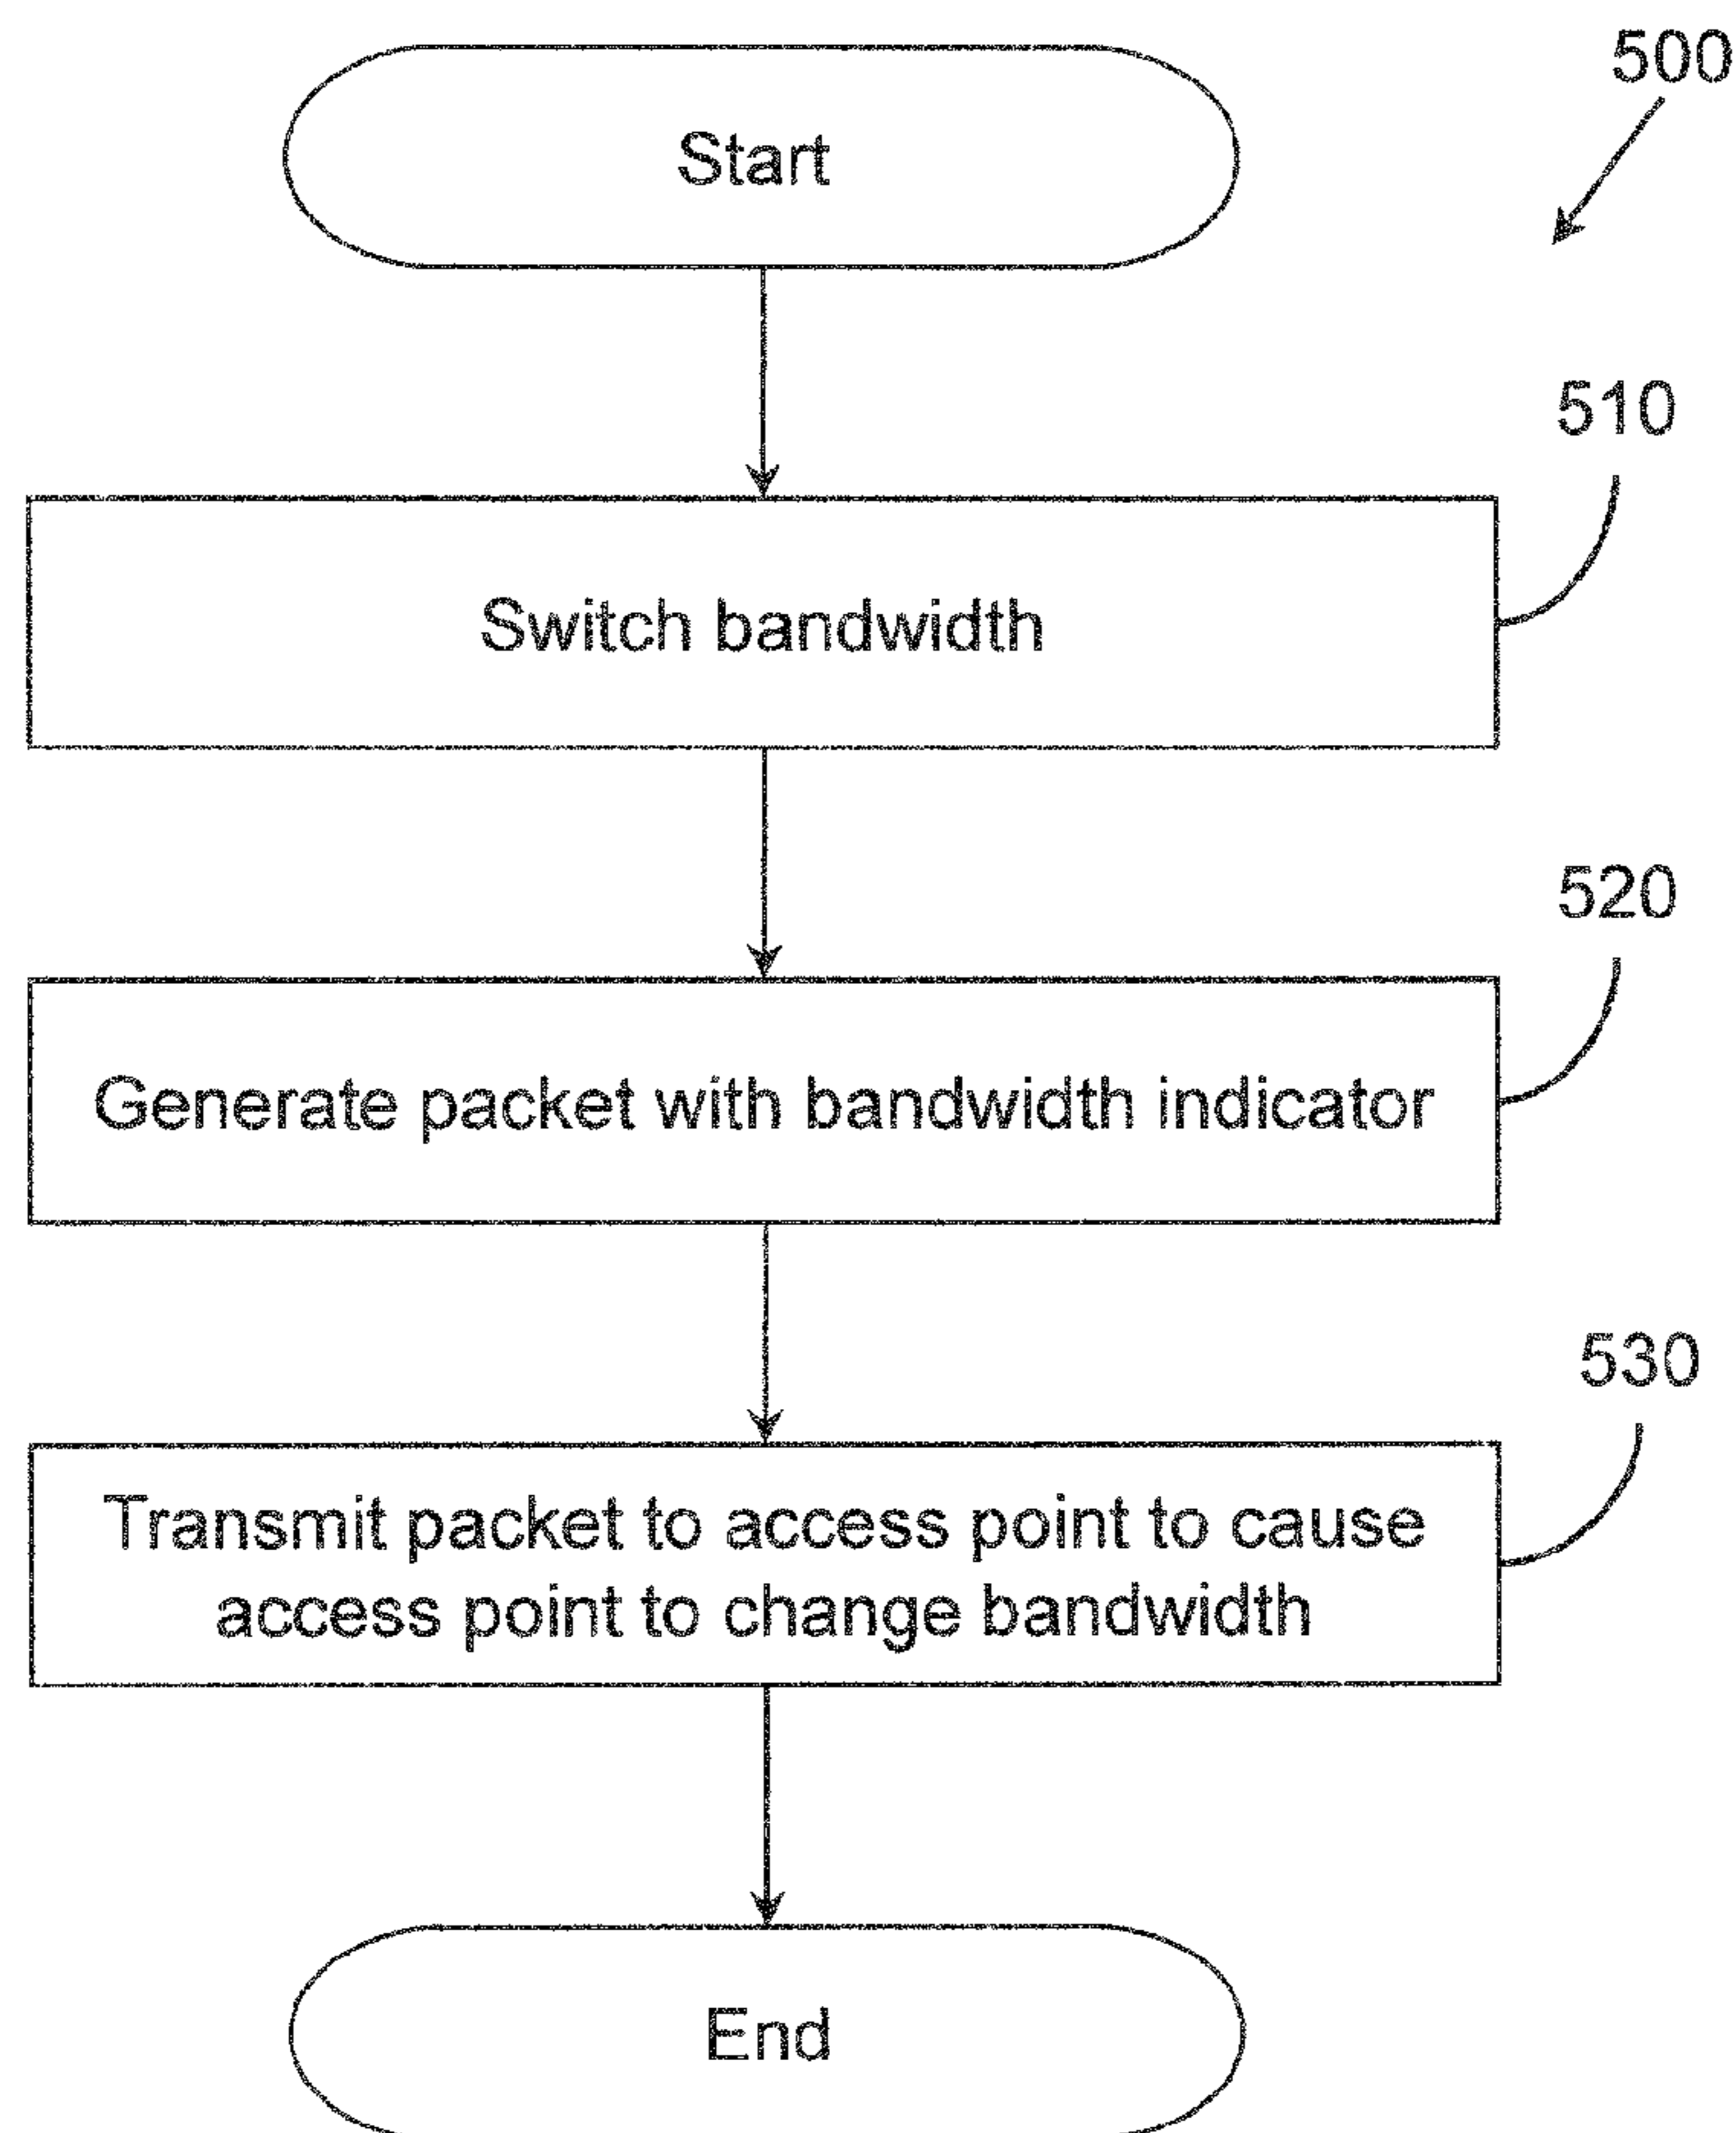 500
Start
510
Switch bandwidth
520
Generate packet with bandwidth indicator
530
Transmit packet to access point to cause
access point to change bandwidth
End